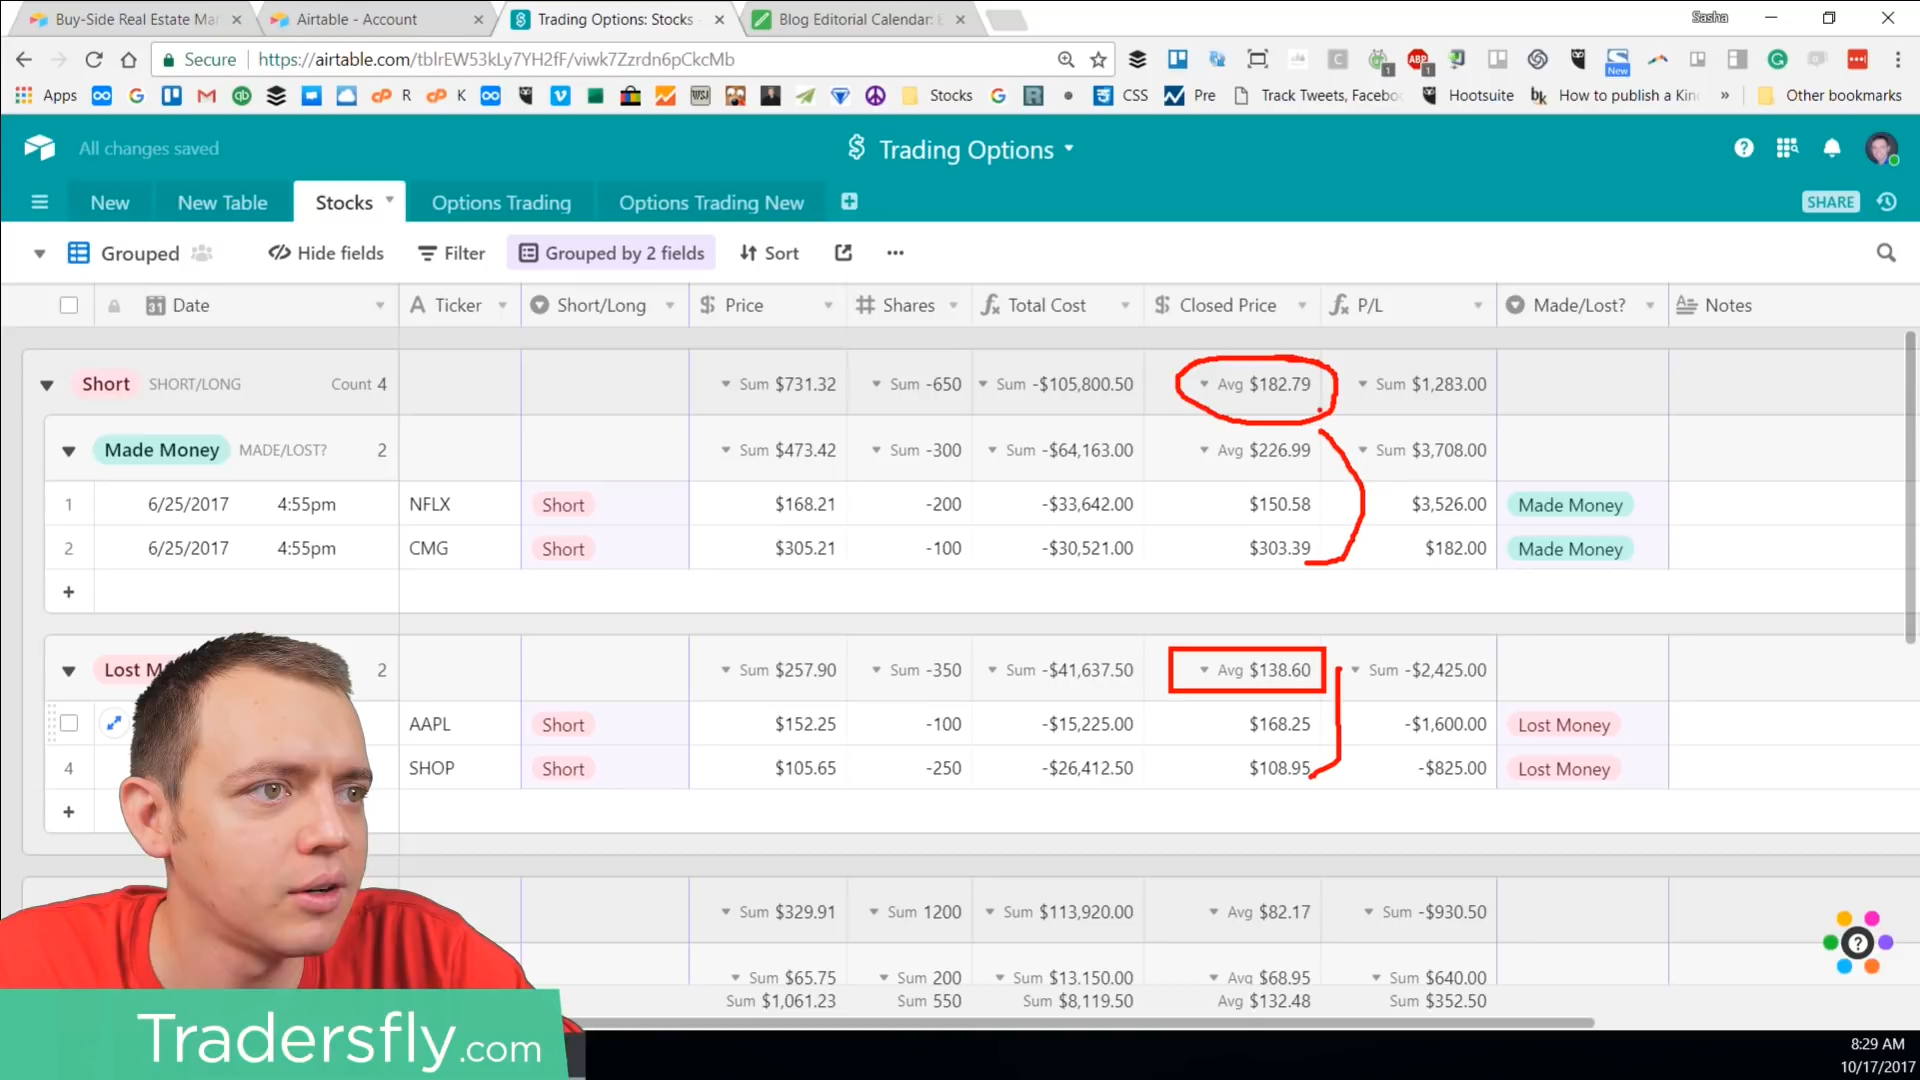 Buy-Side Real Estate Mar
Airtable - Account
Trading Options: Stocks
Blog Editorial Calendar:
Sasha
Secure
https://airtable.com/tblrEW53kLy7YH2fF/viwk7Zzrdn6pCkcMb
Apps R K Stocks CSS Pre Track Tweets, Facebo Hootsuite How to publish a Kin » Other bookmarks
All changes saved
Trading Options
New New Table Stocks Options Trading Options Trading New SHARE
Grouped Hide fields Filter Grouped by 2 fields Sort
Date Ticker Short/Long Price Shares Total Cost Closed Price P/L Made/Lost? Notes
Short SHORT/LONG Count 4 Sum $731.32 Sum -650 Sum -$105,800.50 Avg $182.79 Sum $1,283.00
Made Money MADE/LOST? 2 Sum $473.42 Sum -300 Sum -$64,163.00 Avg $226.99 Sum $3,708.00
1 6/25/2017 4:55pm NFLX Short $168.21 -200 -$33,642.00 $150.58 $3,526.00 Made Money
2 6/25/2017 4:55pm CMG Short $305.21 -100 -$30,521.00 $303.39 $182.00 Made Money
+
Lost M 2 Sum $257.90 Sum -350 Sum -$41,637.50 Avg $138.60 Sum -$2,425.00
AAPL Short $152.25 -100 -$15,225.00 $168.25 -$1,600.00 Lost Money
4 SHOP Short $105.65 -250 -$26,412.50 $108.95 -$825.00 Lost Money
+
Sum $329.91 Sum 1200 Sum $113,920.00 Avg $82.17 Sum -$930.50
Sum $65.75 Sum 200 Sum $13,150.00 Avg $68.95 Sum $640.00
Sum $1,061.23 Sum 550 Sum $8,119.50 Avg $132.48 Sum $352.50
Tradersfly.com
8:29 AM
10/17/2017